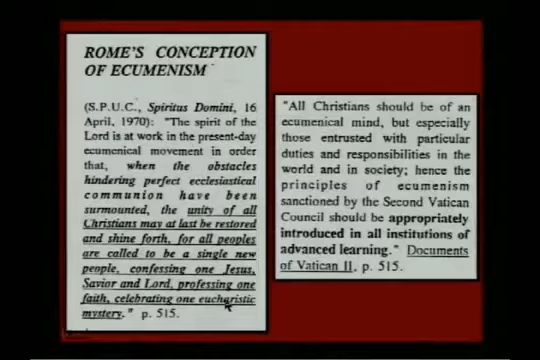 ROME'S CONCEPTION
OF ECUMENISM
(S.P.U.C., Spiritus Domini, 16
April, 1970): "The spirit of the
Lord is at work in the present-day
ecumenical movement in order
that, when the obstacles
hindering perfect ecclesiastical
communion have been
surmounted, the unity of all
Christians may at last be restored
and shine forth, for all peoples
are called to be a single new
people, confessing one Jesus,
Savior and Lord, professing one
faith, celebrating one eucharistic
mystery." p. 515.
"All Christians should be of an
ecumenical mind, but especially
those entrusted with particular
duties and responsibilities in the
world and in society; hence the
principles of ecumenism
sanctioned by the Second Vatican
Council should be appropriately
introduced in all institutions of
advanced learning." Documents
of Vatican II, p. 515.